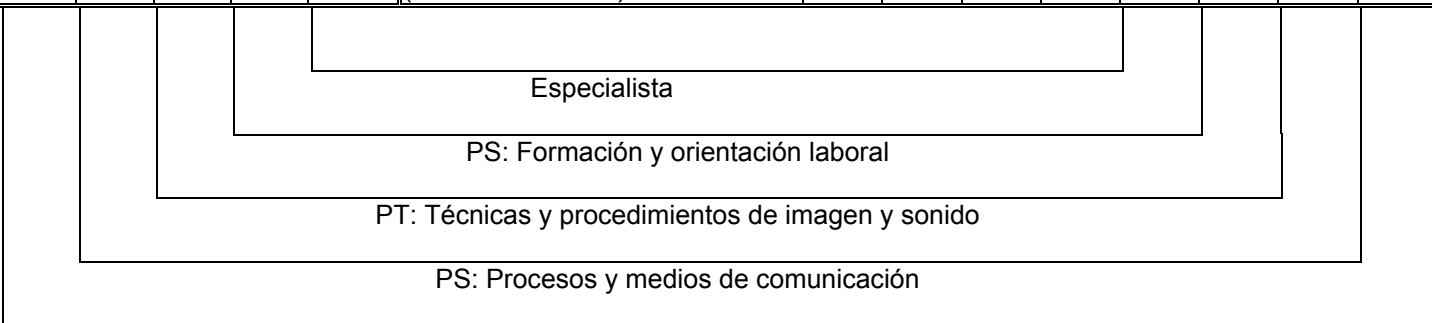 Especialista
PS: Formación y orientación laboral
PT: Técnicas y procedimientos de imagen y sonido
PS: Procesos y medios de comunicación